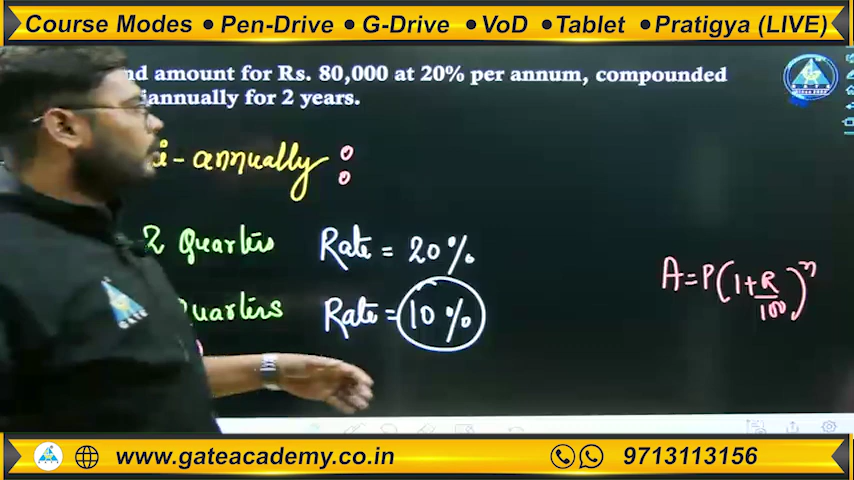 Course Modes • Pen-Drive • G-Drive • VoD • Tablet • Pratigya (LIVE)
nd amount for Rs. 80,000 at 20% per annum, compounded
iannually for 2 years.
i-annually :
2 Quarters Rate = 20%
Quarters Rate = 10%
A=P(1+R/100)^n
GATE
www.gateacademy.co.in 9713113156